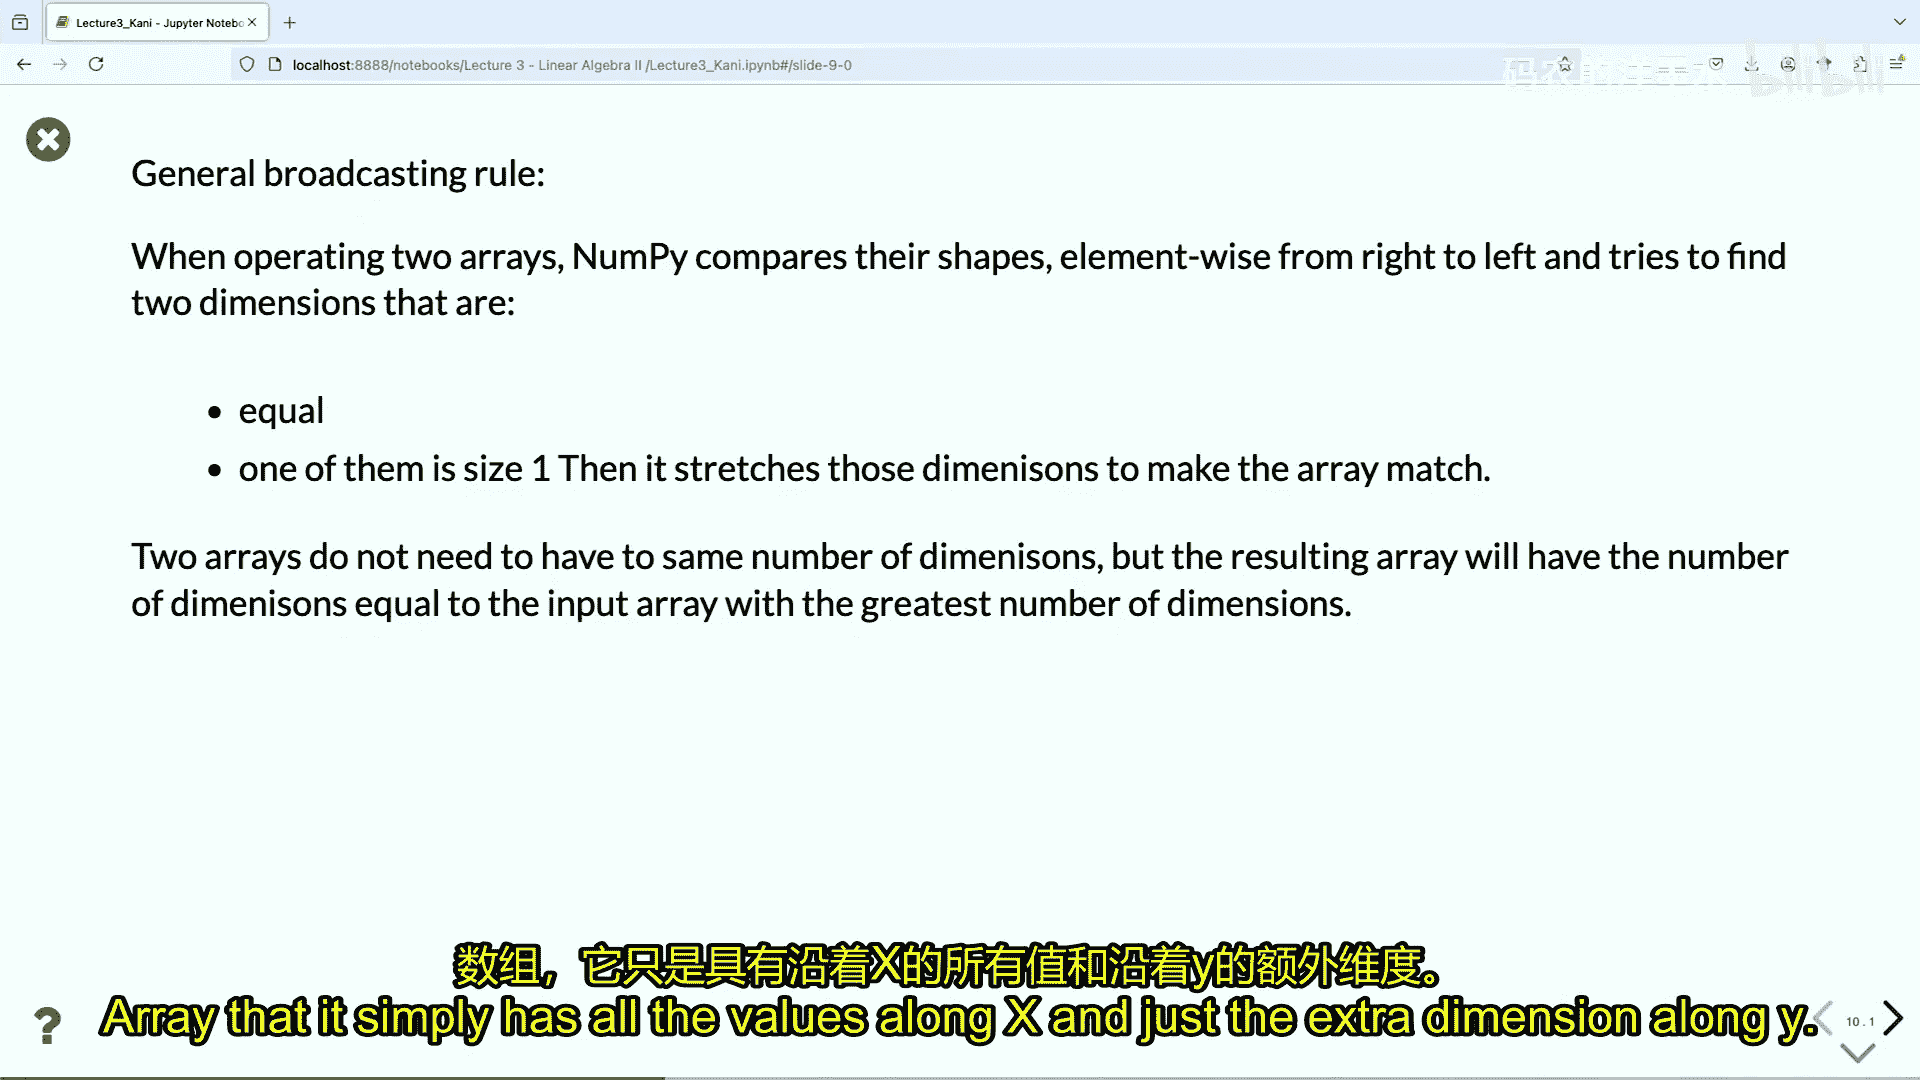 Lecture3_Kani - Jupyter Notebo
localhost:8888/notebooks/Lecture 3 - Linear Algebra II /Lecture3_Kani.ipynb#/slide-9-0
bilibili
General broadcasting rule:
When operating two arrays, NumPy compares their shapes, element-wise from right to left and tries to find
two dimensions that are:
• equal
• one of them is size 1 Then it stretches those dimenisons to make the array match.
Two arrays do not need to have to same number of dimenisons, but the resulting array will have the number
of dimenisons equal to the input array with the greatest number of dimensions.
数组，它只是具有沿着X的所有值和沿着y的额外维度。
Array that it simply has all the values along X and just the extra dimension along y.
10.1